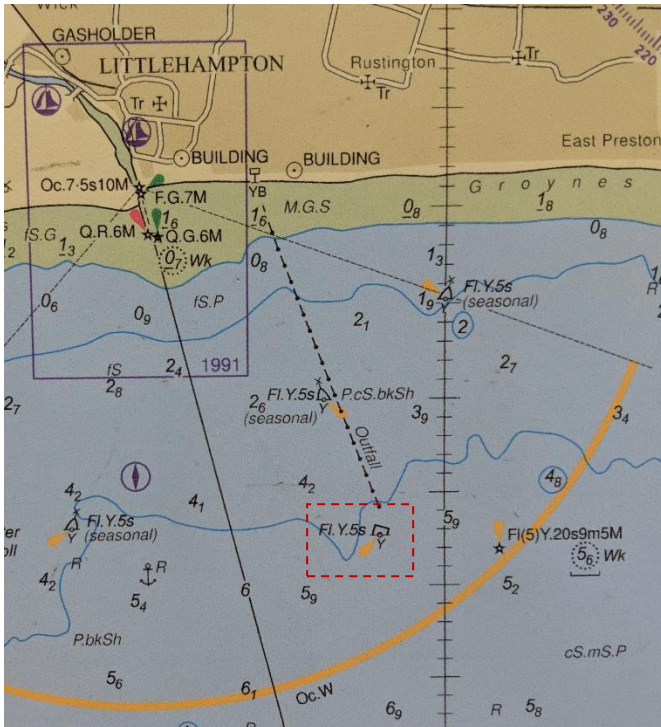 Wick
230
220
GASHOLDER
LITTLEHAMPTON
Rustington
Tr
Tr
Tr
East Preston
BUILDING
BUILDING
Oc.7·5s10M
F.G.7M
YB
Groynes
M.G.S
0₈
1₈
1₆
1₆
Q.R.6M
Q.G.6M
fS.G
1₃
0₇ Wk
0₈
1₃
fS.P
Fl.Y.5s
(seasonal)
1₉
Y
R
0₆
0₉
2₁
2
1991
fS
2₄
2₇
2₈
2₇
2₆
Fl.Y.5s
(seasonal)
Y
P.cS.bkSh
3₉
3₄
Outfall
4₈
4₂
4₁
4₂
Fl.Y.5s
(seasonal)
Y
Fl.Y.5s
Y
5₉
Fl(5)Y.20s9m5M
5₆ Wk
4₂
R
R
5₄
6
5₉
5₂
P.bkSh
cS.mS.P
5₆
6₁
Oc.W
6₉
5₈
R
R